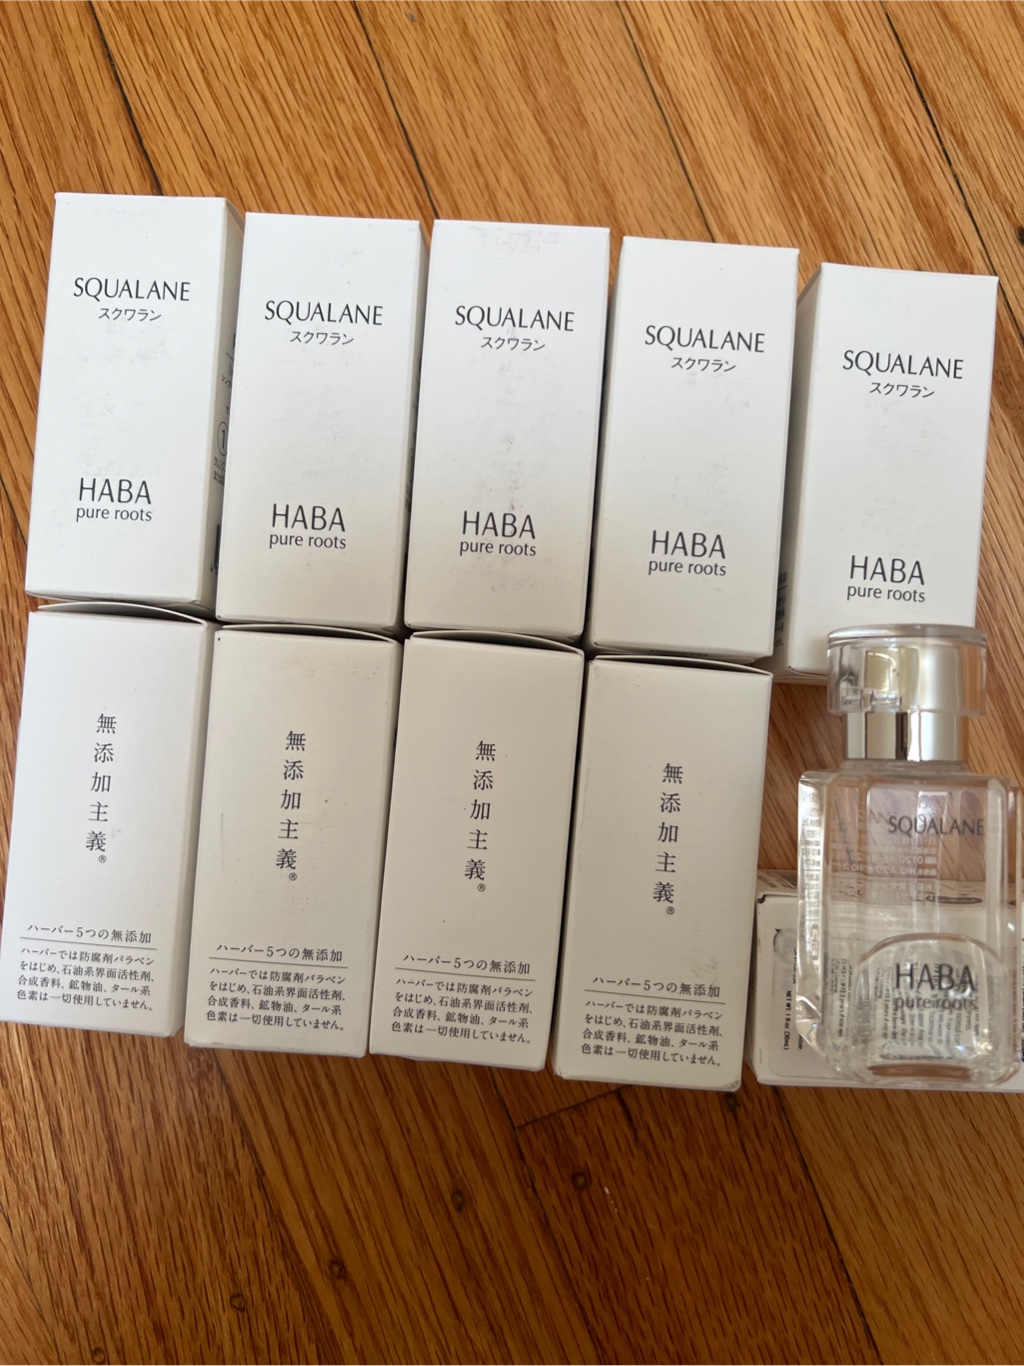 SQUALANE
スクワラン
HABA
pure roots
SQUALANE
スクワラン
HABA
pure roots
SQUALANE
スクワラン
HABA
pure roots
SQUALANE
スクワラン
HABA
pure roots
SQUALANE
スクワラン
HABA
pure roots
無添加主義®
ハーバー5つの無添加
ハーバーでは防腐剤パラベン
をはじめ、石油系界面活性剤、
合成香料、鉱物油、タール系
色素は一切使用していません。
無添加主義®
ハーバー5つの無添加
ハーバーでは防腐剤パラベン
をはじめ、石油系界面活性剤、
合成香料、鉱物油、タール系
色素は一切使用していません。
無添加主義®
ハーバー5つの無添加
ハーバーでは防腐剤パラベン
をはじめ、石油系界面活性剤、
合成香料、鉱物油、タール系
色素は一切使用していません。
無添加主義®
ハーバー5つの無添加
ハーバーでは防腐剤パラベン
をはじめ、石油系界面活性剤、
合成香料、鉱物油、タール系
色素は一切使用していません。
SQUALANE
HABA
pure roots